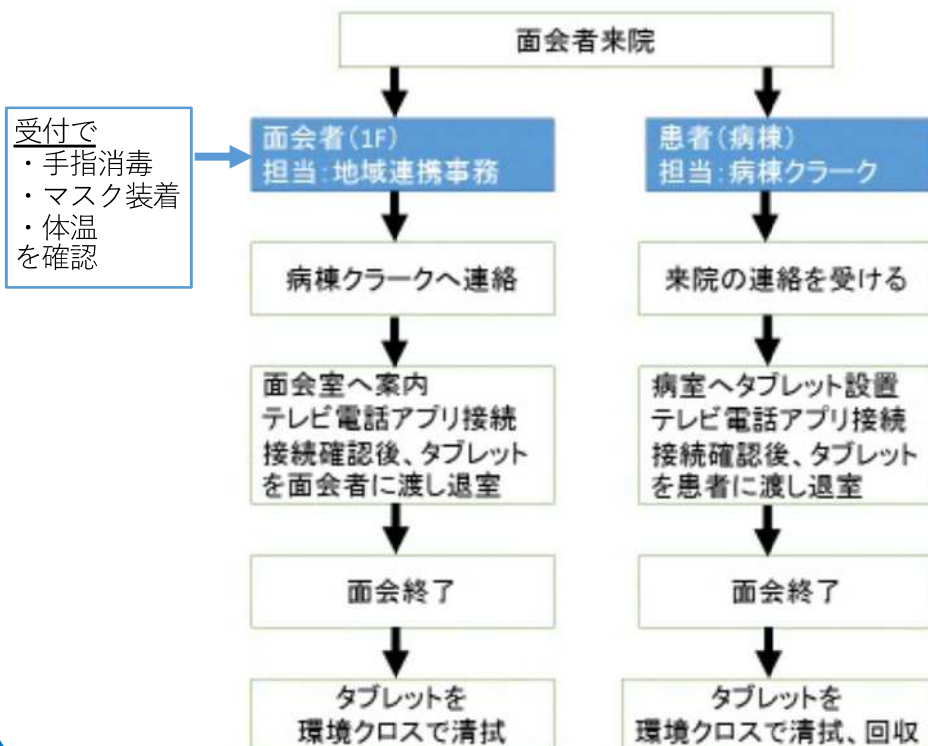 面会者来院
受付で
・手指消毒
・マスク装着
・体温
を確認
面会者(1F)
担当:地域連携事務
患者(病棟)
担当:病棟クラーク
病棟クラークへ連絡
来院の連絡を受ける
面会室へ案内
テレビ電話アプリ接続
接続確認後、タブレット
を面会者に渡し退室
病室へタブレット設置
テレビ電話アプリ接続
接続確認後、タブレット
を患者に渡し退室
面会終了
面会終了
タブレットを
環境クロスで清拭
タブレットを
環境クロスで清拭、回収